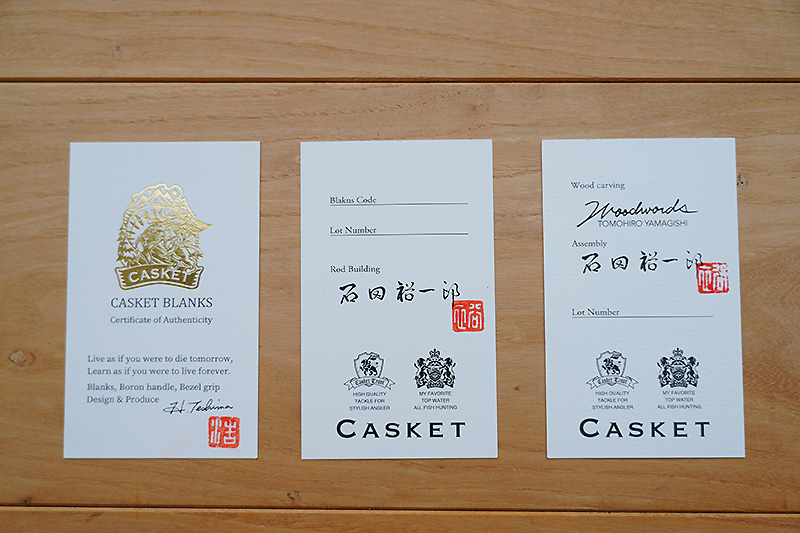 CASKET
CASKET BLANKS
Certificate of Authenticity
Live as if you were to die tomorrow,
Learn as if you were to live forever.
Blanks, Boron handle, Bezel grip
Design & Produce
H. Teshima
Blakns Code
Lot Number
Rod Building
石田裕一郎
Casket Trout
HIGH QUALITY
TACKLE FOR
STYLISH ANGLER
MY FAVORITE
TOP WATER
ALL FISH HUNTING
CASKET
Wood carving
Woodwords
TOMOHIRO YAMAGISHI
Assembly
石田裕一郎
Lot Number
Casket Trout
HIGH QUALITY
TACKLE FOR
STYLISH ANGLER
MY FAVORITE
TOP WATER
ALL FISH HUNTING
CASKET